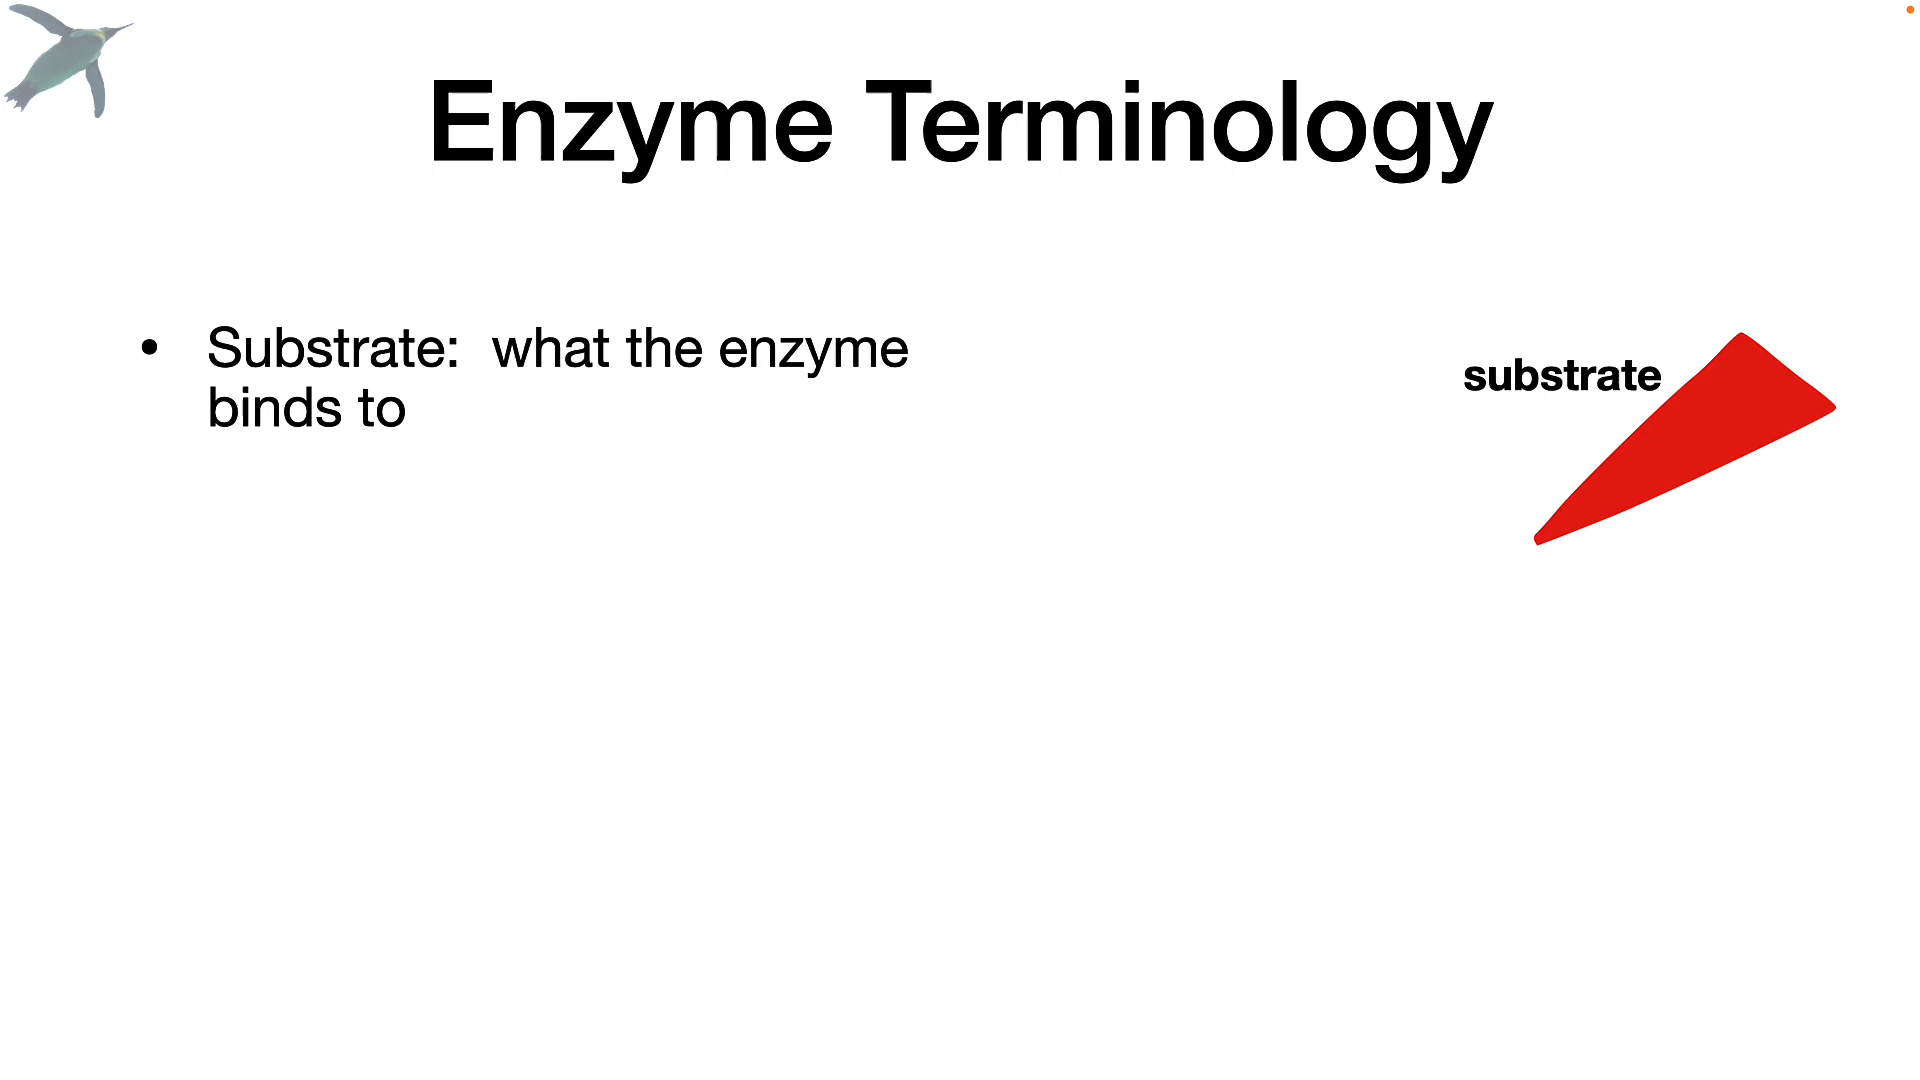 Enzyme Terminology
• Substrate:  what the enzyme
binds to
substrate